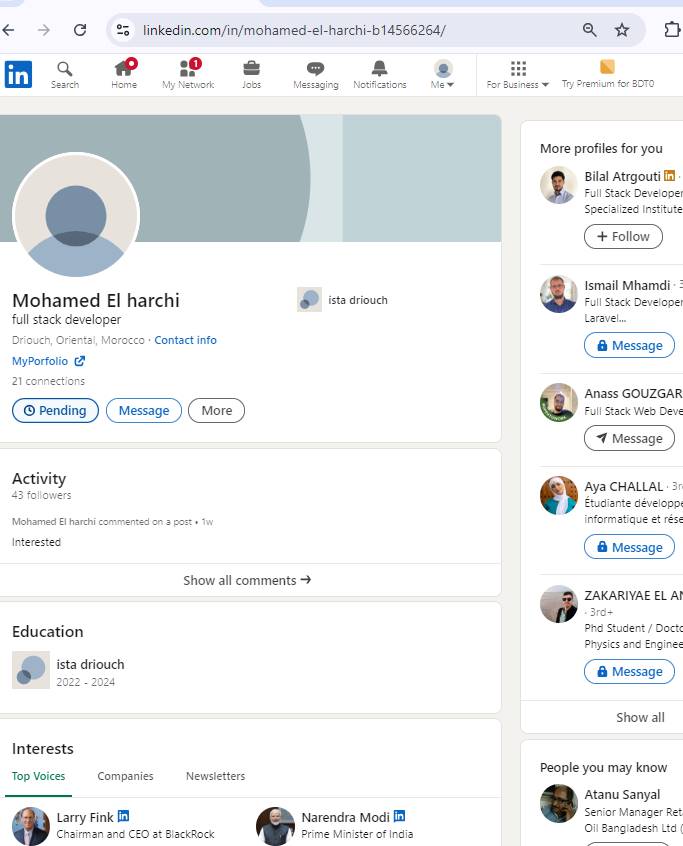 linkedin.com/in/mohamed-el-harchi-b14566264/
in
Search
Home
1
My Network
Jobs
Messaging
Notifications
Me
For Business
Try Premium for BDT0
Mohamed El harchi
full stack developer
Driouch, Oriental, Morocco · Contact info
MyPorfolio
21 connections
Pending
Message
More
ista driouch
Activity
43 followers
Mohamed El harchi commented on a post • 1w
Interested
Show all comments →
Education
ista driouch
2022 - 2024
Interests
Top Voices
Companies
Newsletters
Larry Fink in
Chairman and CEO at BlackRock
Narendra Modi in
Prime Minister of India
More profiles for you
Bilal Atrgouti in ·
Full Stack Developer
Specialized Institute
+ Follow
Ismail Mhamdi · 3
Full Stack Developer
Laravel...
Message
Anass GOUZGAR
Full Stack Web Deve
Message
Aya CHALLAL · 3r
Étudiante développe
informatique et rése
Message
ZAKARIYAE EL AN
· 3rd+
Phd Student / Docto
Physics and Enginee
Message
Show all
People you may know
Atanu Sanyal
Senior Manager Ret
Oil Bangladesh Ltd (